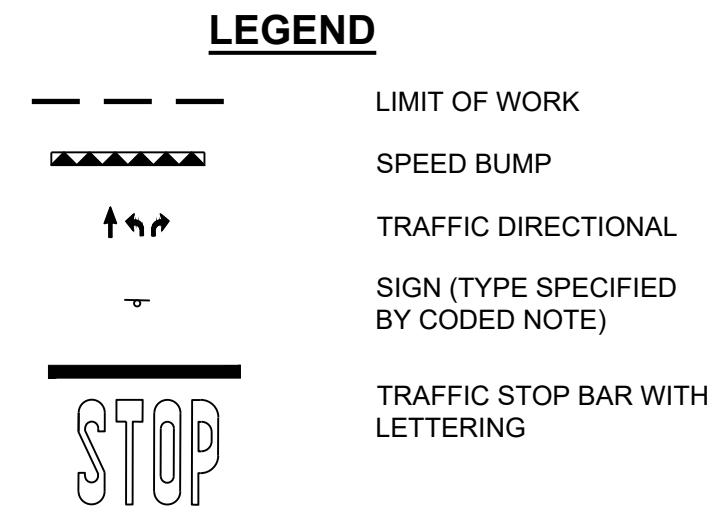 LEGEND
LIMIT OF WORK
SPEED BUMP
TRAFFIC DIRECTIONAL
SIGN (TYPE SPECIFIED
BY CODED NOTE)
STOP
TRAFFIC STOP BAR WITH
LETTERING